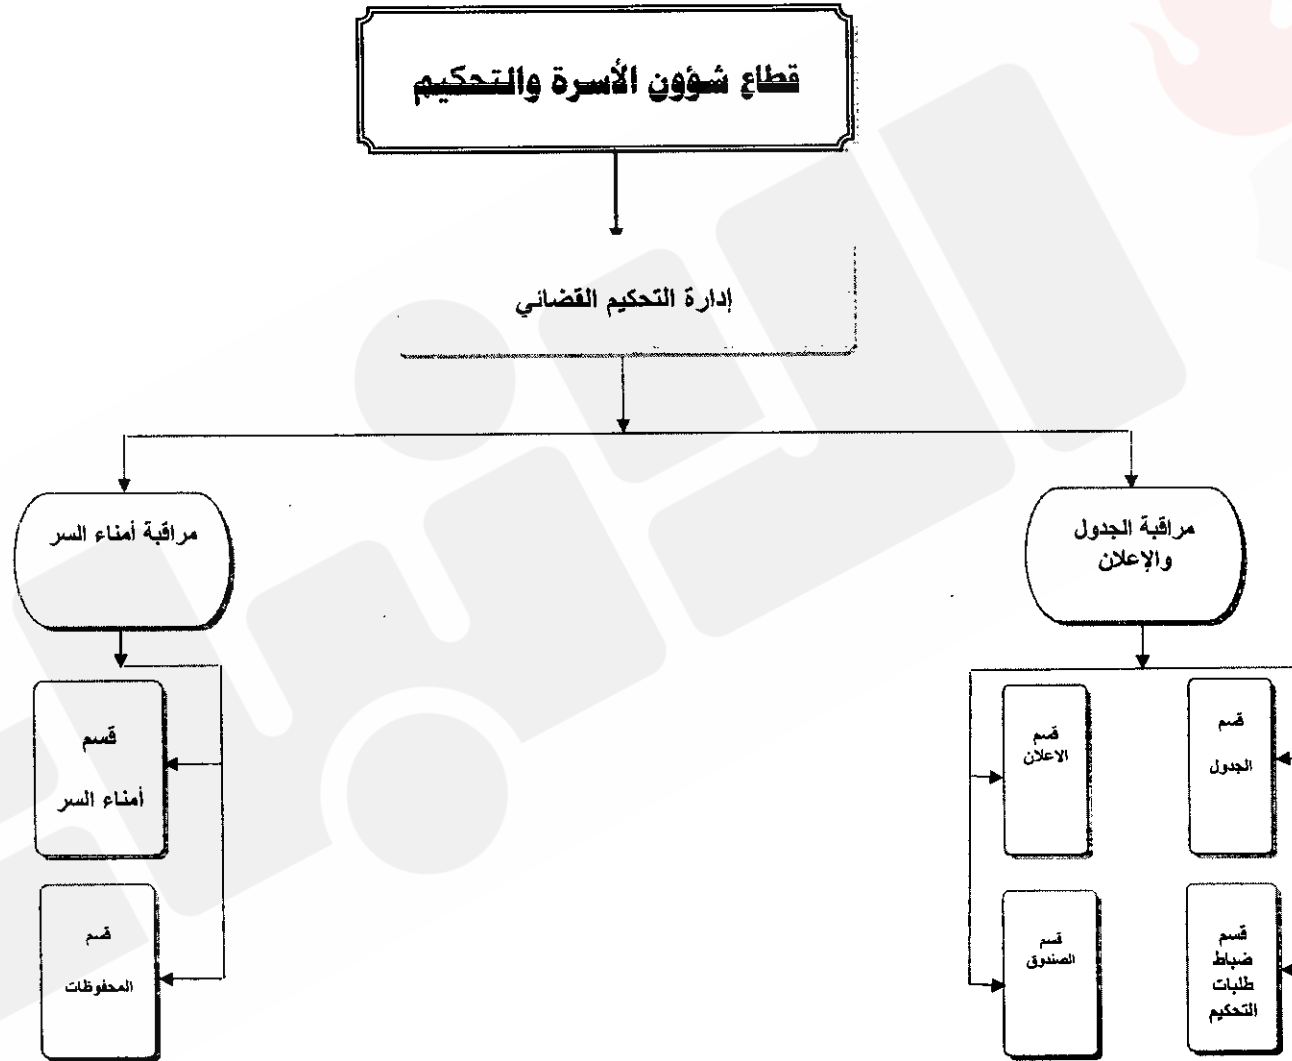 قطاع شؤون الأسرة والتحكيم
إدارة التحكيم القضائي
مراقبة الجدول
والإعلان
مراقبة أمناء السر
قسم
الجدول
قسم
الاعلان
قسم
أمناء السر
قسم
ضباط
طلبات
التحكيم
قسم
الصندوق
قسم
المحفوظات